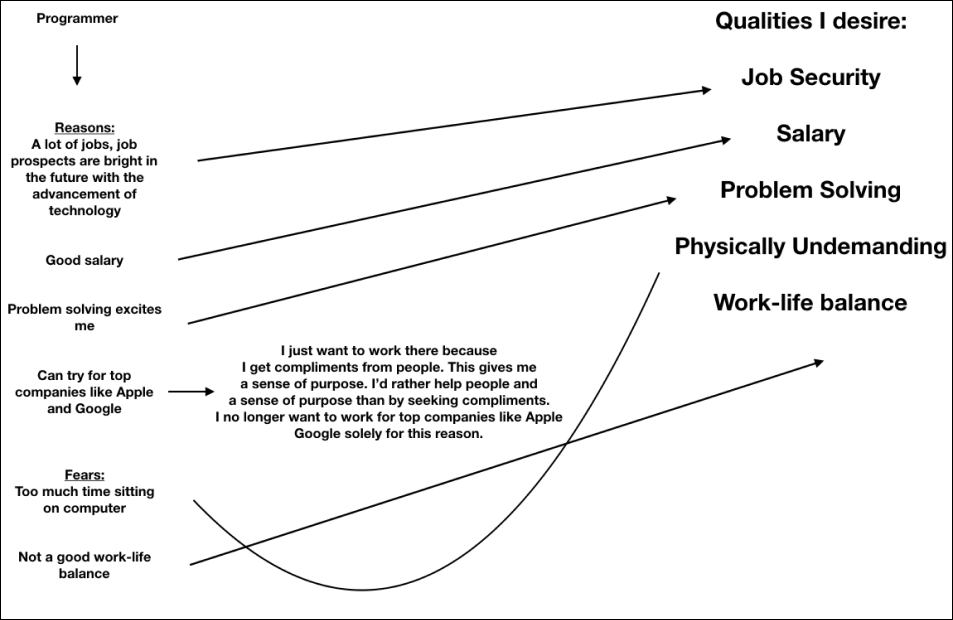 Programmer
Reasons:
A lot of jobs, job
prospects are bright in
the future with the
advancement of
technology
Good salary
Problem solving excites
me
Can try for top
companies like Apple
and Google
I just want to work there because
I get compliments from people. This gives me
a sense of purpose. I’d rather help people and
a sense of purpose than by seeking compliments.
I no longer want to work for top companies like Apple
Google solely for this reason.
Fears:
Too much time sitting
on computer
Not a good work-life
balance
Qualities I desire:
Job Security
Salary
Problem Solving
Physically Undemanding
Work-life balance